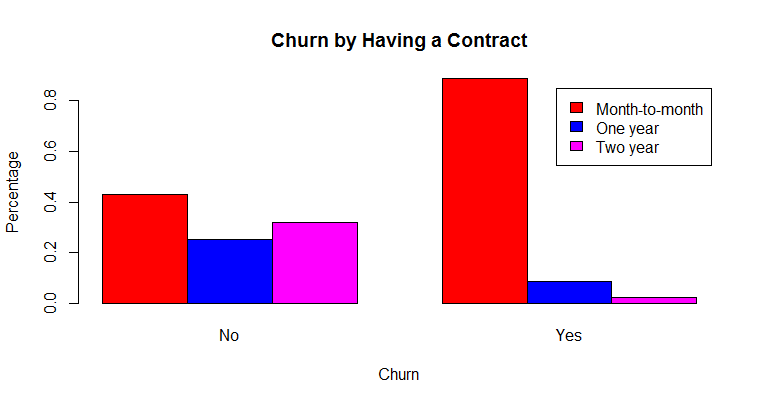 Churn by Having a Contract
Percentage
0.8
0.6
0.4
0.2
0.0
Month-to-month
One year
Two year
No
Yes
Churn